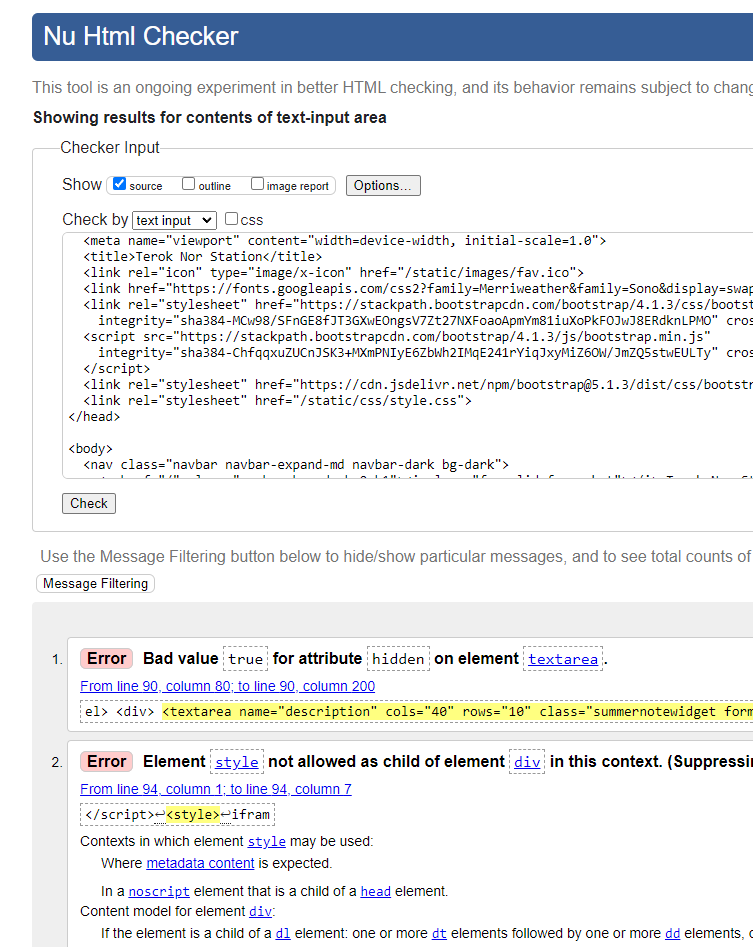 Nu Html Checker
This tool is an ongoing experiment in better HTML checking, and its behavior remains subject to
Showing results for contents of text-input area
Checker Input
Show source outline image report Options...
Check by text input css
<meta name="viewport" content="width=device-width, initial-scale=1.0">
<title>Terok Nor Station</title>
<link rel="icon" type="image/x-icon" href="/static/images/fav.ico">
<link href="https://fonts.googleapis.com/css2?family=Merriweather&family=Sono&display=swap
<link rel="stylesheet" href="https://stackpath.bootstrapcdn.com/bootstrap/4.1.3/css/bootst
integrity="sha384-MCw98/SFnGE8fJT3GXwEOngsV7Zt27NXFoaoApmYm81iuXoPkFOJwJ8ERdknLPMO" cros
<script src="https://stackpath.bootstrapcdn.com/bootstrap/4.1.3/js/bootstrap.min.js"
integrity="sha384-ChfqqxuZUCnJSK3+MXmPNIyE6ZbWh2IMqE241rYiqJxyMiZ6OW/JmZQ5stwEULTy" cros
</script>
<link rel="stylesheet" href="https://cdn.jsdelivr.net/npm/bootstrap@5.1.3/dist/css/bootstr
<link rel="stylesheet" href="/static/css/style.css">
</head>
<body>
<nav class="navbar navbar-expand-md navbar-dark bg-dark">
Check
Use the Message Filtering button below to hide/show particular messages, and to see total counts of
Message Filtering
1. Error Bad value true for attribute hidden on element textarea.
From line 90, column 80; to line 90, column 200
el> <div> <textarea name="description" cols="40" rows="10" class="summernotewidget form
2. Error Element style not allowed as child of element div in this context. (Suppressin
From line 94, column 1; to line 94, column 7
</script>↩<style>↩ifram
Contexts in which element style may be used:
Where metadata content is expected.
In a noscript element that is a child of a head element.
Content model for element div:
If the element is a child of a dl element: one or more dt elements followed by one or more dd elements,